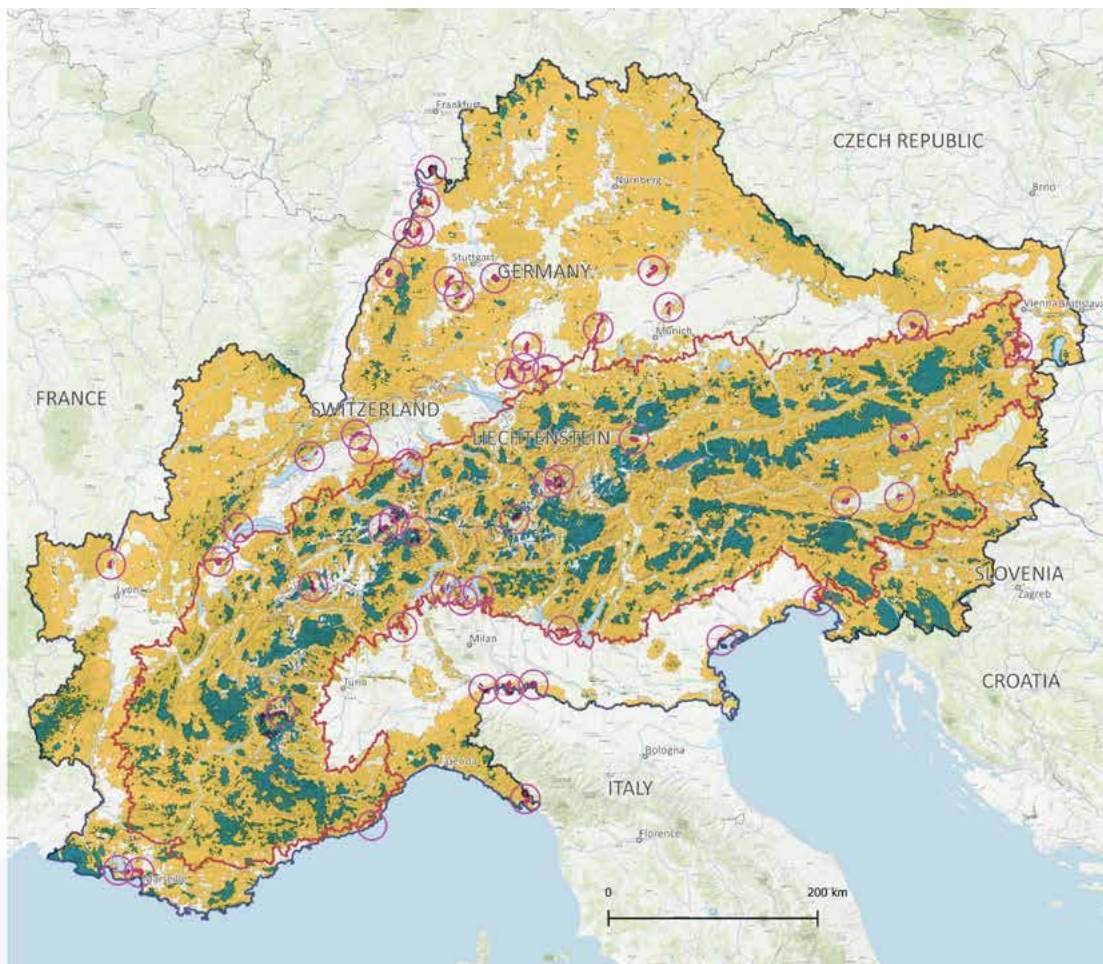 Frankfurt
CZECH REPUBLIC
Nürnberg
Brno
Stuttgart
GERMANY
Vienna
Bratislava
Munich
FRANCE
SWITZERLAND
LIECHTENSTEIN
SLOVENIA
Zagreb
Lyon
Milan
Turin
CROATIA
Bologna
Genoa
ITALY
Florence
Marseille
0
200 km